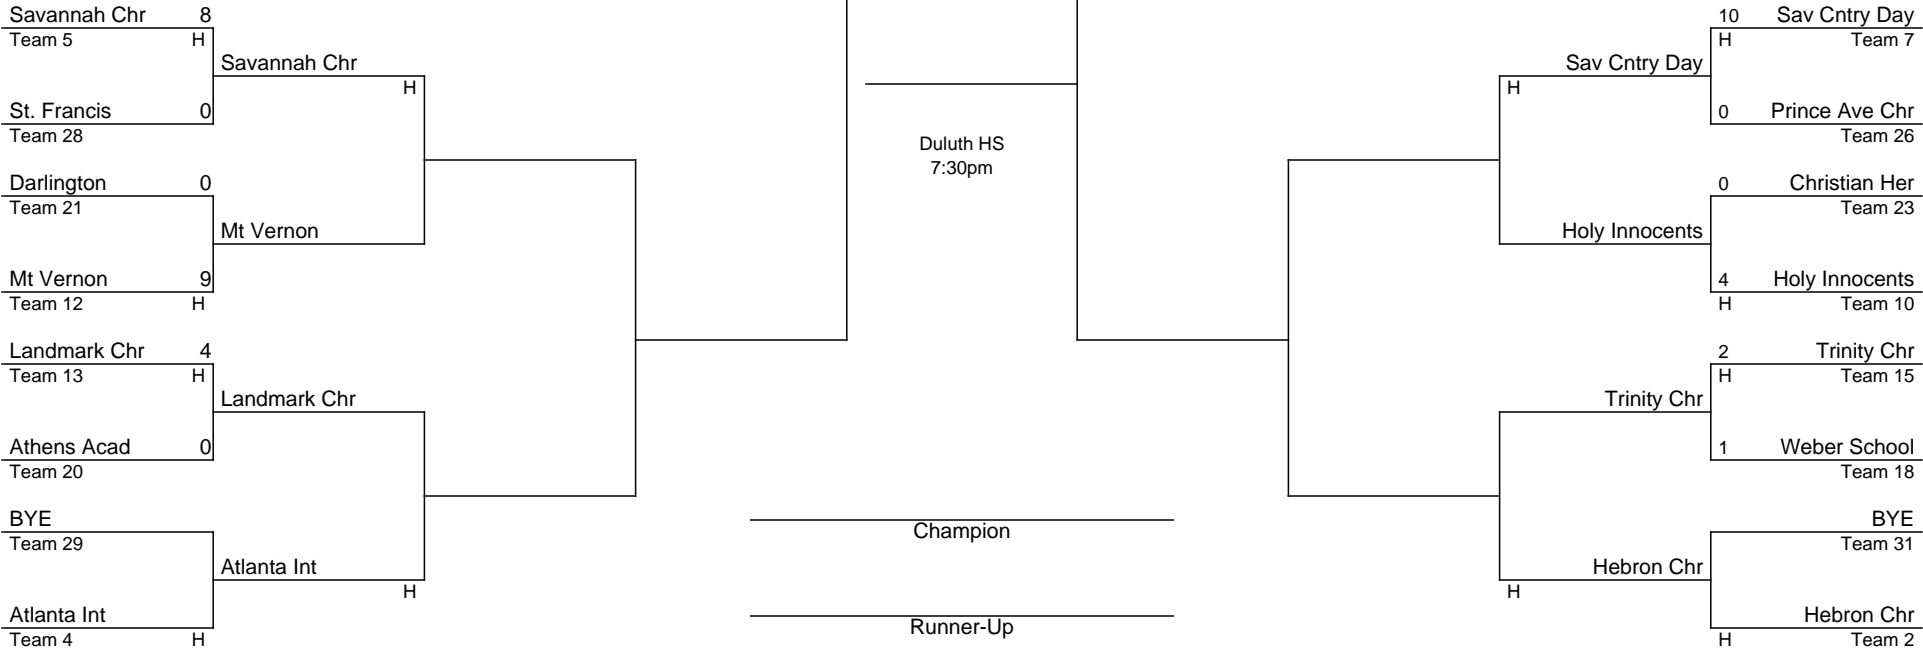 Savannah Chr 8
Team 5 H
Savannah Chr
H
St. Francis 0
Team 28
Darlington 0
Team 21
Mt Vernon
Mt Vernon 9
Team 12 H
Landmark Chr 4
Team 13 H
Landmark Chr
Athens Acad 0
Team 20
BYE
Team 29
Atlanta Int
H
Atlanta Int
Team 4 H
Duluth HS
7:30pm
Champion
Runner-Up
10 Sav Cntry Day
H Team 7
Sav Cntry Day
H
0 Prince Ave Chr
Team 26
0 Christian Her
Team 23
Holy Innocents
4 Holy Innocents
H Team 10
2 Trinity Chr
H Team 15
Trinity Chr
1 Weber School
Team 18
BYE
Team 31
Hebron Chr
H
Hebron Chr
H Team 2